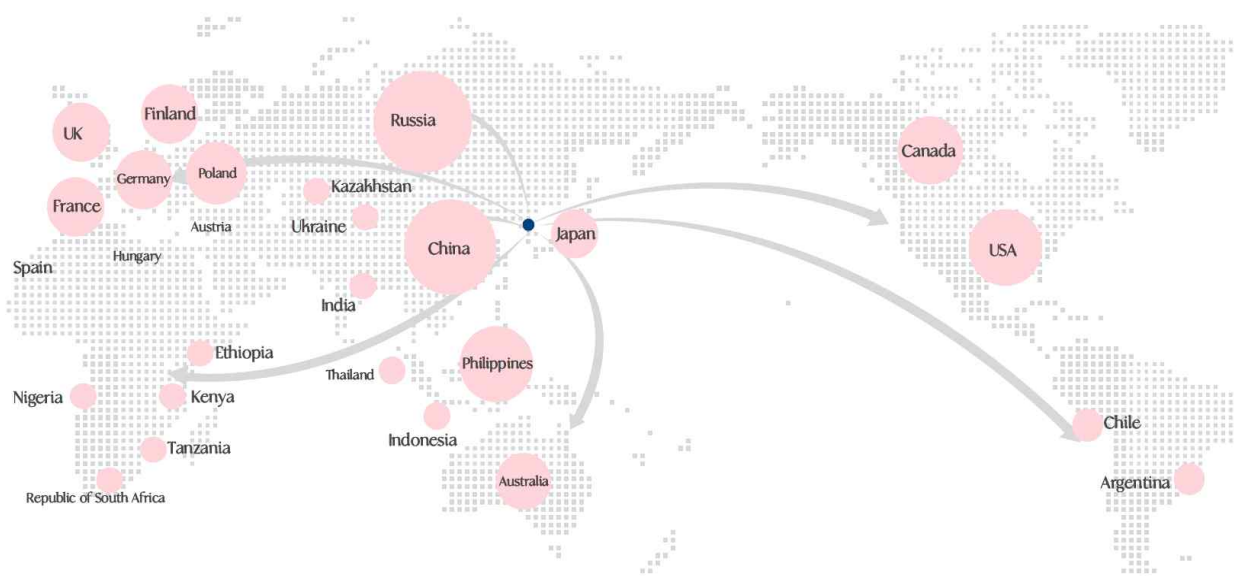 Finland
UK
Russia
Canada
Germany
Poland
Kazakhstan
France
Austria
Ukraine
Japan
Hungary
China
USA
Spain
India
Ethiopia
Philippines
Thailand
Nigeria
Kenya
Chile
Indonesia
Tanzania
Australia
Argentina
Republic of South Africa